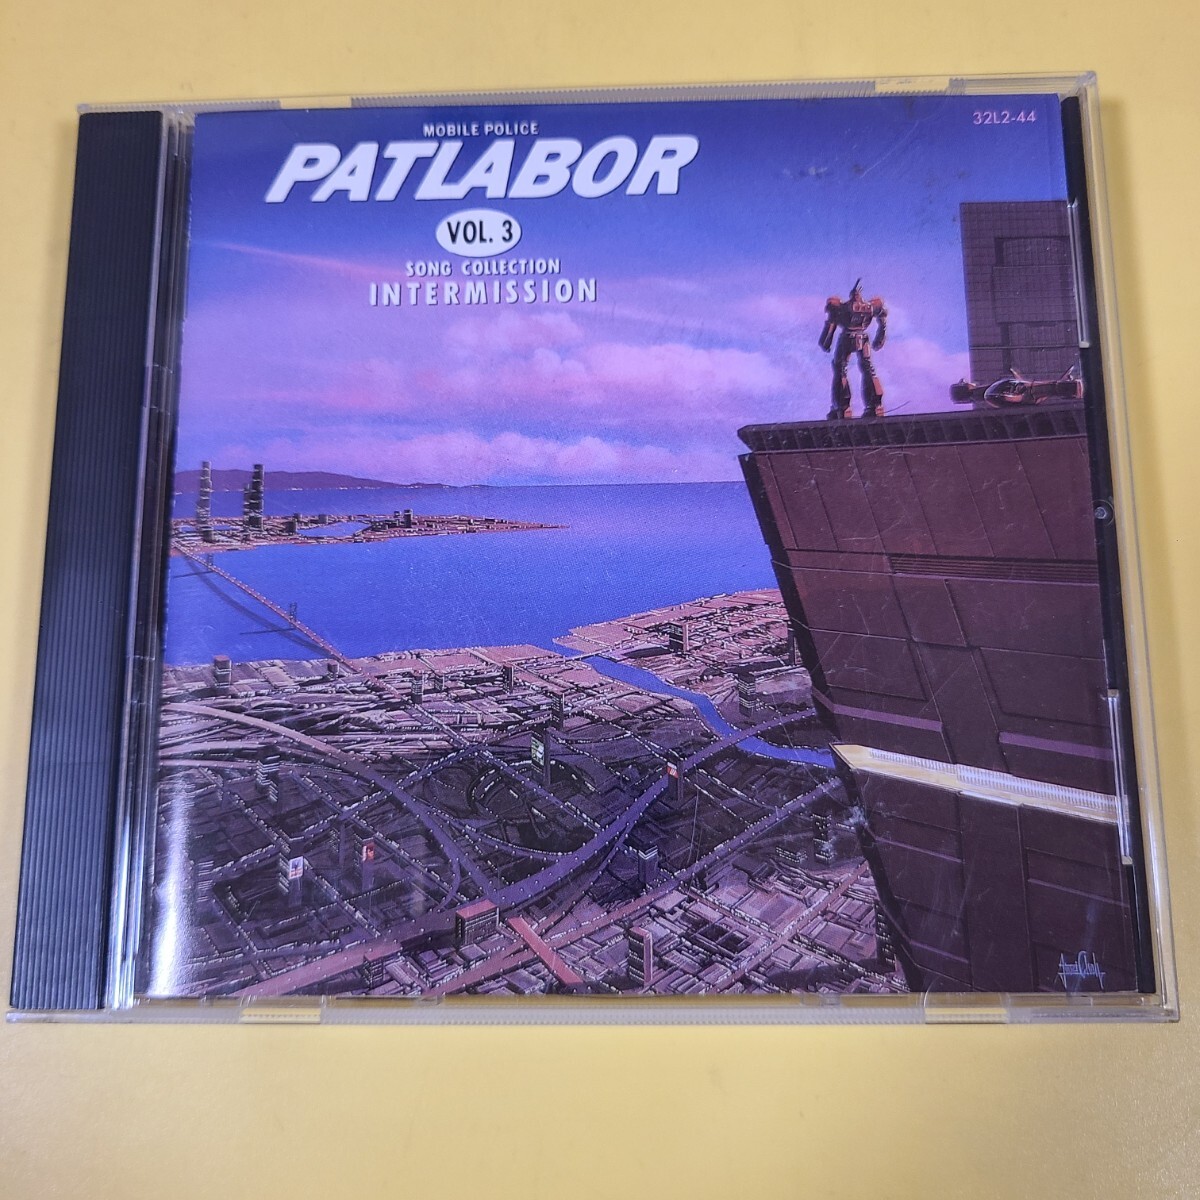 32L2-44
MOBILE POLICE
PATLABOR
VOL. 3
SONG COLLECTION
INTERMISSION